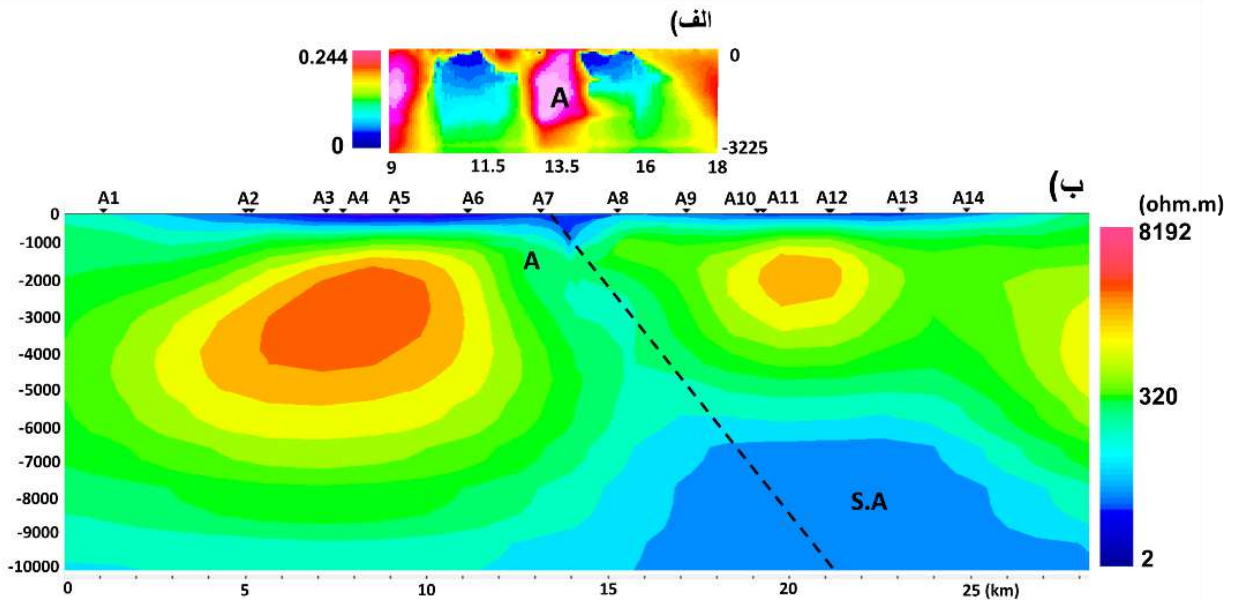 الف)
0.244 0
A
0 -3225
9 11.5 13.5 16 18
ب)
A1 A2 A3 A4 A5 A6 A7 A8 A9 A10 A11 A12 A13 A14 (ohm.m)
0 8192
-1000
A
-2000
-3000
-4000
-5000 320
-6000
-7000
-8000 S.A
-9000
-10000 2
0 5 10 15 20 25 (km)